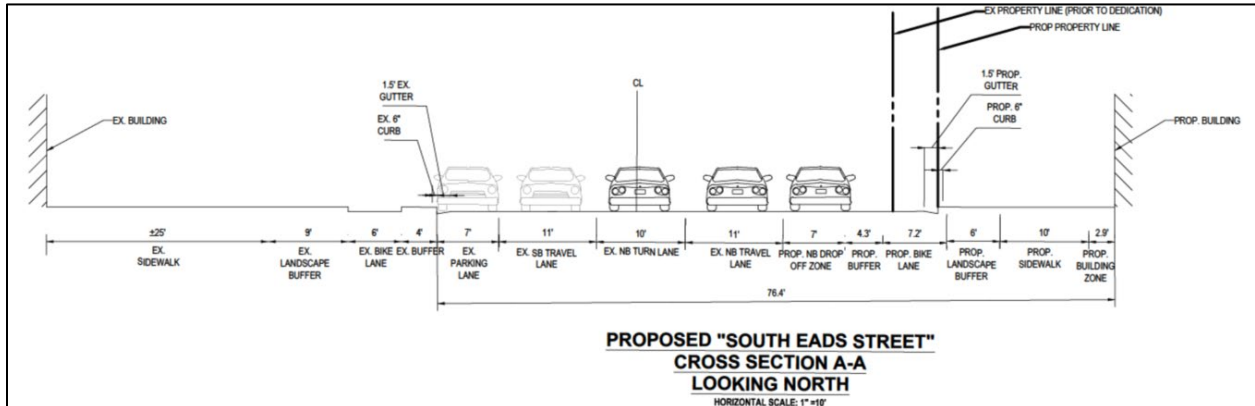 EX PROPERTY LINE (PRIOR TO DEDICATION)
PROP PROPERTY LINE
1.5' EX.
GUTTER
EX. 6"
CURB
CL
1.5' PROP.
GUTTER
PROP. 6"
CURB
EX. BUILDING
PROP. BUILDING
±25'
EX.
SIDEWALK
9'
EX.
LANDSCAPE
BUFFER
6'
EX. BIKE
LANE
4'
EX. BUFFER
7'
EX.
PARKING
LANE
11'
EX. SB TRAVEL
LANE
10'
EX. NB TURN LANE
11'
EX. NB TRAVEL
LANE
7'
PROP. NB DROP
OFF ZONE
4.3'
PROP.
BUFFER
7.2'
PROP. BIKE
LANE
6'
PROP.
LANDSCAPE
BUFFER
10'
PROP.
SIDEWALK
2.9'
PROP.
BUILDING
ZONE
76.4'
PROPOSED "SOUTH EADS STREET"
CROSS SECTION A-A
LOOKING NORTH
HORIZONTAL SCALE: 1" =10'